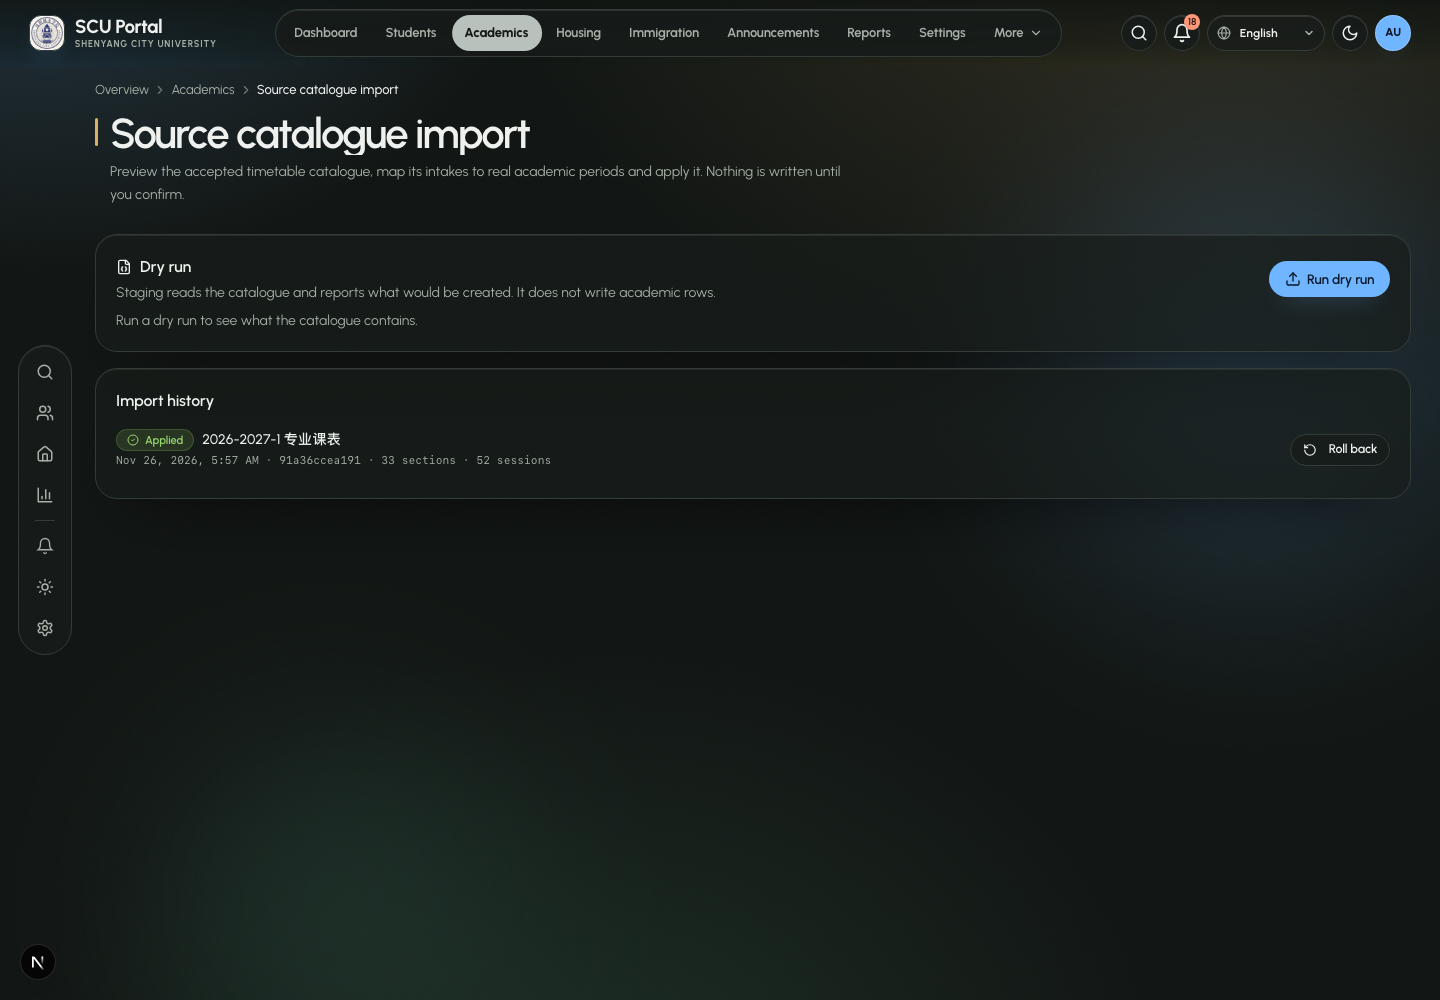 SCU Portal
SHENYANG CITY UNIVERSITY
Dashboard Students Academics Housing Immigration Announcements Reports Settings More
18
English
AU
Overview > Academics > Source catalogue import
Source catalogue import
Preview the accepted timetable catalogue, map its intakes to real academic periods and apply it. Nothing is written until
you confirm.
Dry run
Run dry run
Staging reads the catalogue and reports what would be created. It does not write academic rows.
Run a dry run to see what the catalogue contains.
Import history
Applied 2026-2027-1 专业课表
Nov 26, 2026, 5:57 AM · 91a36ccea191 · 33 sections · 52 sessions
Roll back
N